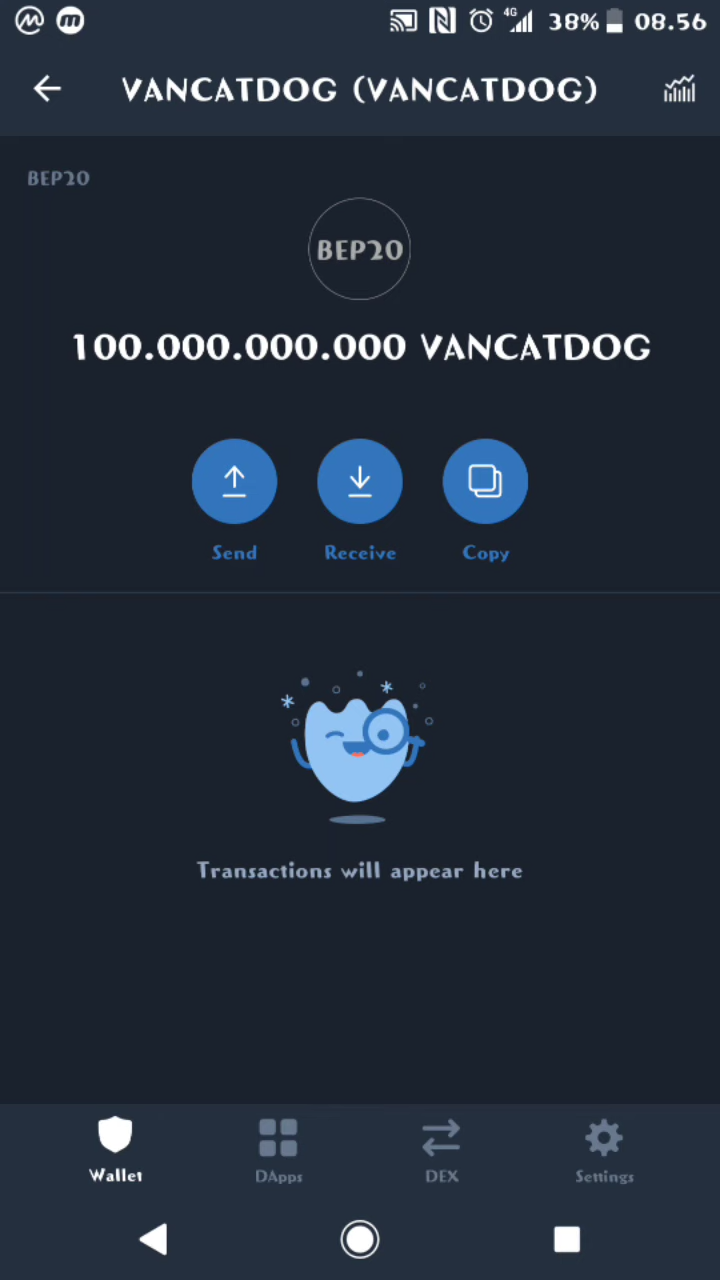 4G 38% 08.56
VANCATDOG (VANCATDOG)
BEP20
BEP20
100.000.000.000 VANCATDOG
Send Receive Copy
Transactions will appear here
Wallet DApps DEX Settings